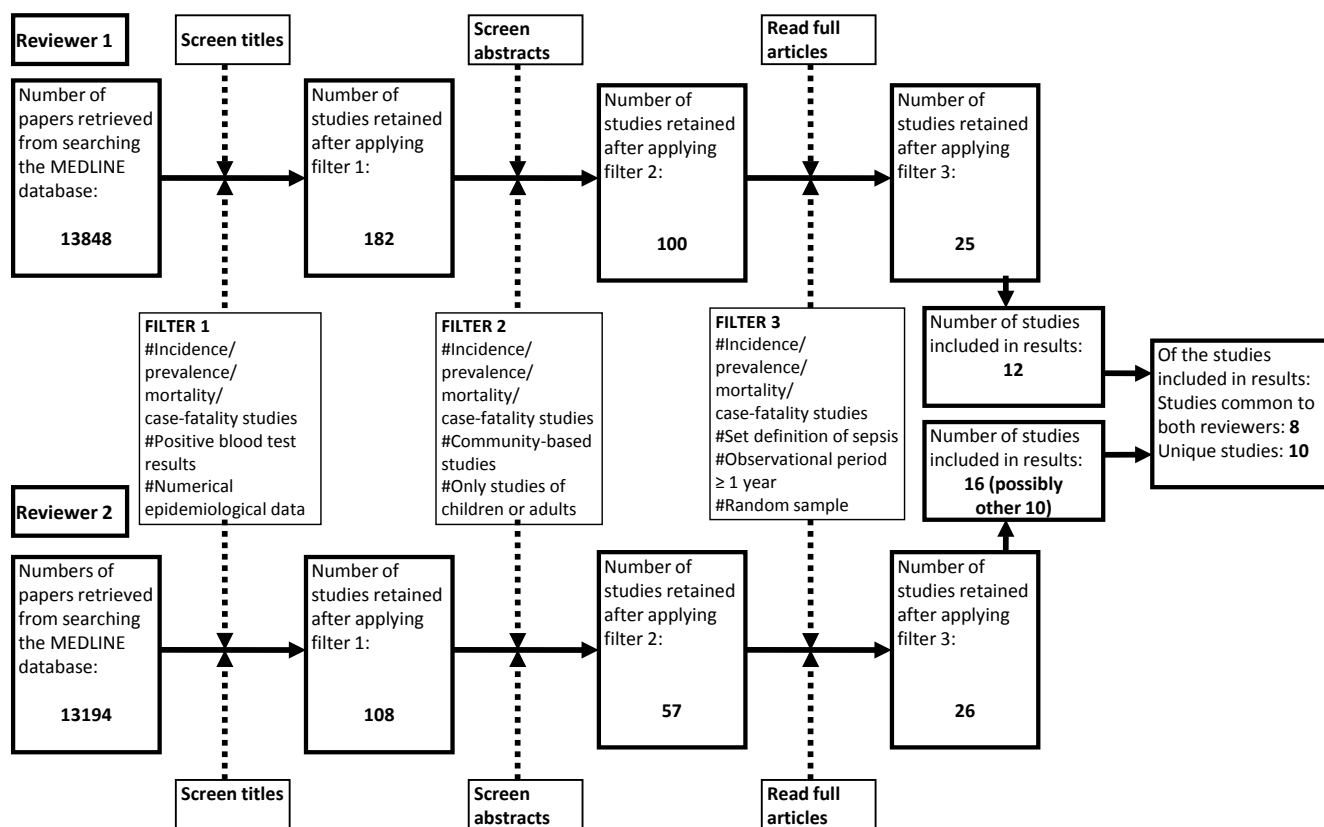 Reviewer 1
Screen titles
Screen
abstracts
Read full
articles
Number of
papers retrieved
from searching
the MEDLINE
database:
13848
Number of
studies retained
after applying
filter 1:
182
Number of
studies retained
after applying
filter 2:
100
Number of
studies retained
after applying
filter 3:
25
FILTER 1
#Incidence/
prevalence/
mortality/
case-fatality studies
#Positive blood test
results
#Numerical
epidemiological data
FILTER 2
#Incidence/
prevalence/
mortality/
case-fatality studies
#Community-based
studies
#Only studies of
children or adults
FILTER 3
#Incidence/
prevalence/
mortality/
case-fatality studies
#Set definition of sepsis
#Observational period
≥ 1 year
#Random sample
Number of studies
included in results:
12
Number of studies
included in results:
16 (possibly
other 10)
Of the studies
included in results:
Studies common to
both reviewers: 8
Unique studies: 10
Reviewer 2
Numbers of
papers retrieved
from searching
the MEDLINE
database:
13194
Number of
studies retained
after applying
filter 1:
108
Number of
studies retained
after applying
filter 2:
57
Number of
studies retained
after applying
filter 3:
26
Screen titles
Screen
abstracts
Read full
articles